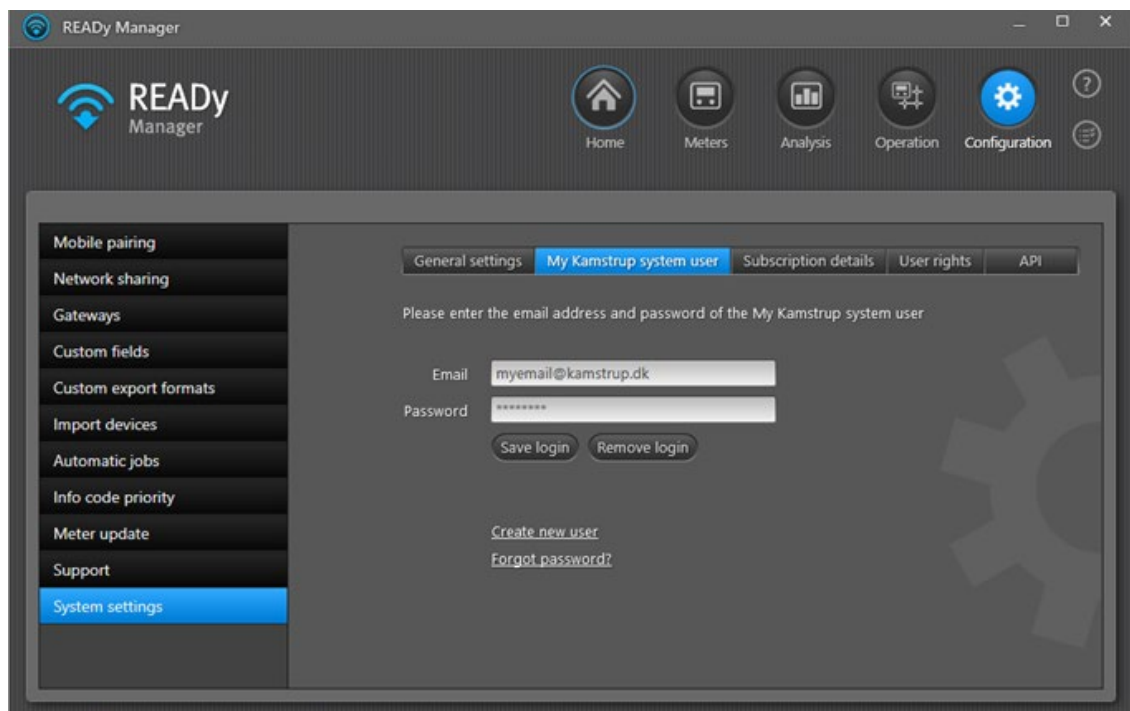 READy Manager
READy
Manager
Home
Meters
Analysis
Operation
Configuration
?
Mobile pairing
Network sharing
Gateways
Custom fields
Custom export formats
Import devices
Automatic jobs
Info code priority
Meter update
Support
System settings
General settings
My Kamstrup system user
Subscription details
User rights
API
Please enter the email address and password of the My Kamstrup system user
Email
myemail@kamstrup.dk
Password
********
Save login
Remove login
Create new user
Forgot password?